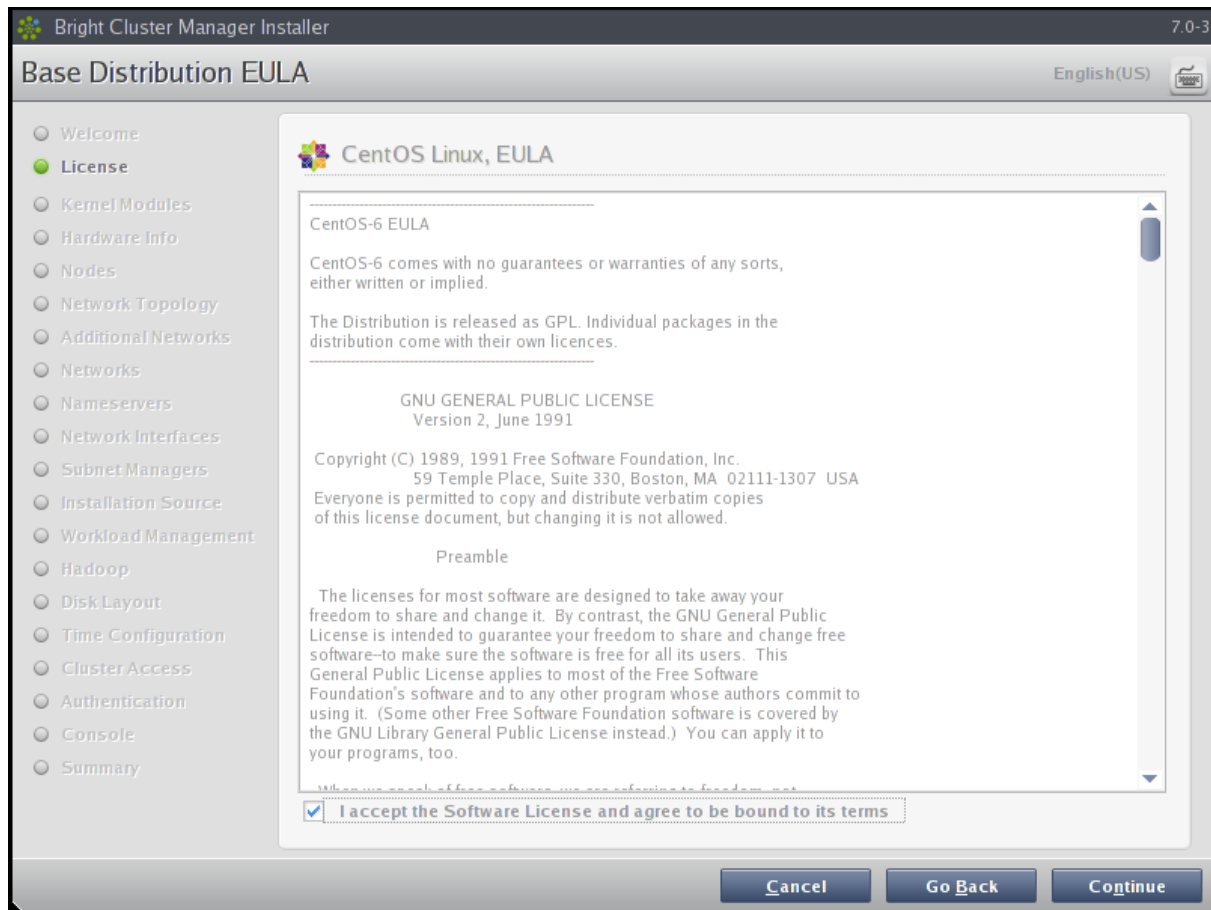 Bright Cluster Manager Installer
7.0-3
Base Distribution EULA
English(US)
Welcome
License
Kernel Modules
Hardware Info
Nodes
Network Topology
Additional Networks
Networks
Nameservers
Network Interfaces
Subnet Managers
Installation Source
Workload Management
Hadoop
Disk Layout
Time Configuration
Cluster Access
Authentication
Console
Summary
CentOS Linux, EULA
CentOS-6 EULA
CentOS-6 comes with no guarantees or warranties of any sorts,
either written or implied.
The Distribution is released as GPL. Individual packages in the
distribution come with their own licences.
GNU GENERAL PUBLIC LICENSE
Version 2, June 1991
Copyright (C) 1989, 1991 Free Software Foundation, Inc.
59 Temple Place, Suite 330, Boston, MA 02111-1307 USA
Everyone is permitted to copy and distribute verbatim copies
of this license document, but changing it is not allowed.
Preamble
The licenses for most software are designed to take away your
freedom to share and change it. By contrast, the GNU General Public
License is intended to guarantee your freedom to share and change free
software--to make sure the software is free for all its users. This
General Public License applies to most of the Free Software
Foundation's software and to any other program whose authors commit to
using it. (Some other Free Software Foundation software is covered by
the GNU Library General Public License instead.) You can apply it to
your programs, too.
When we speak of free software, we are referring to freedom, not
I accept the Software License and agree to be bound to its terms
Cancel
Go Back
Continue